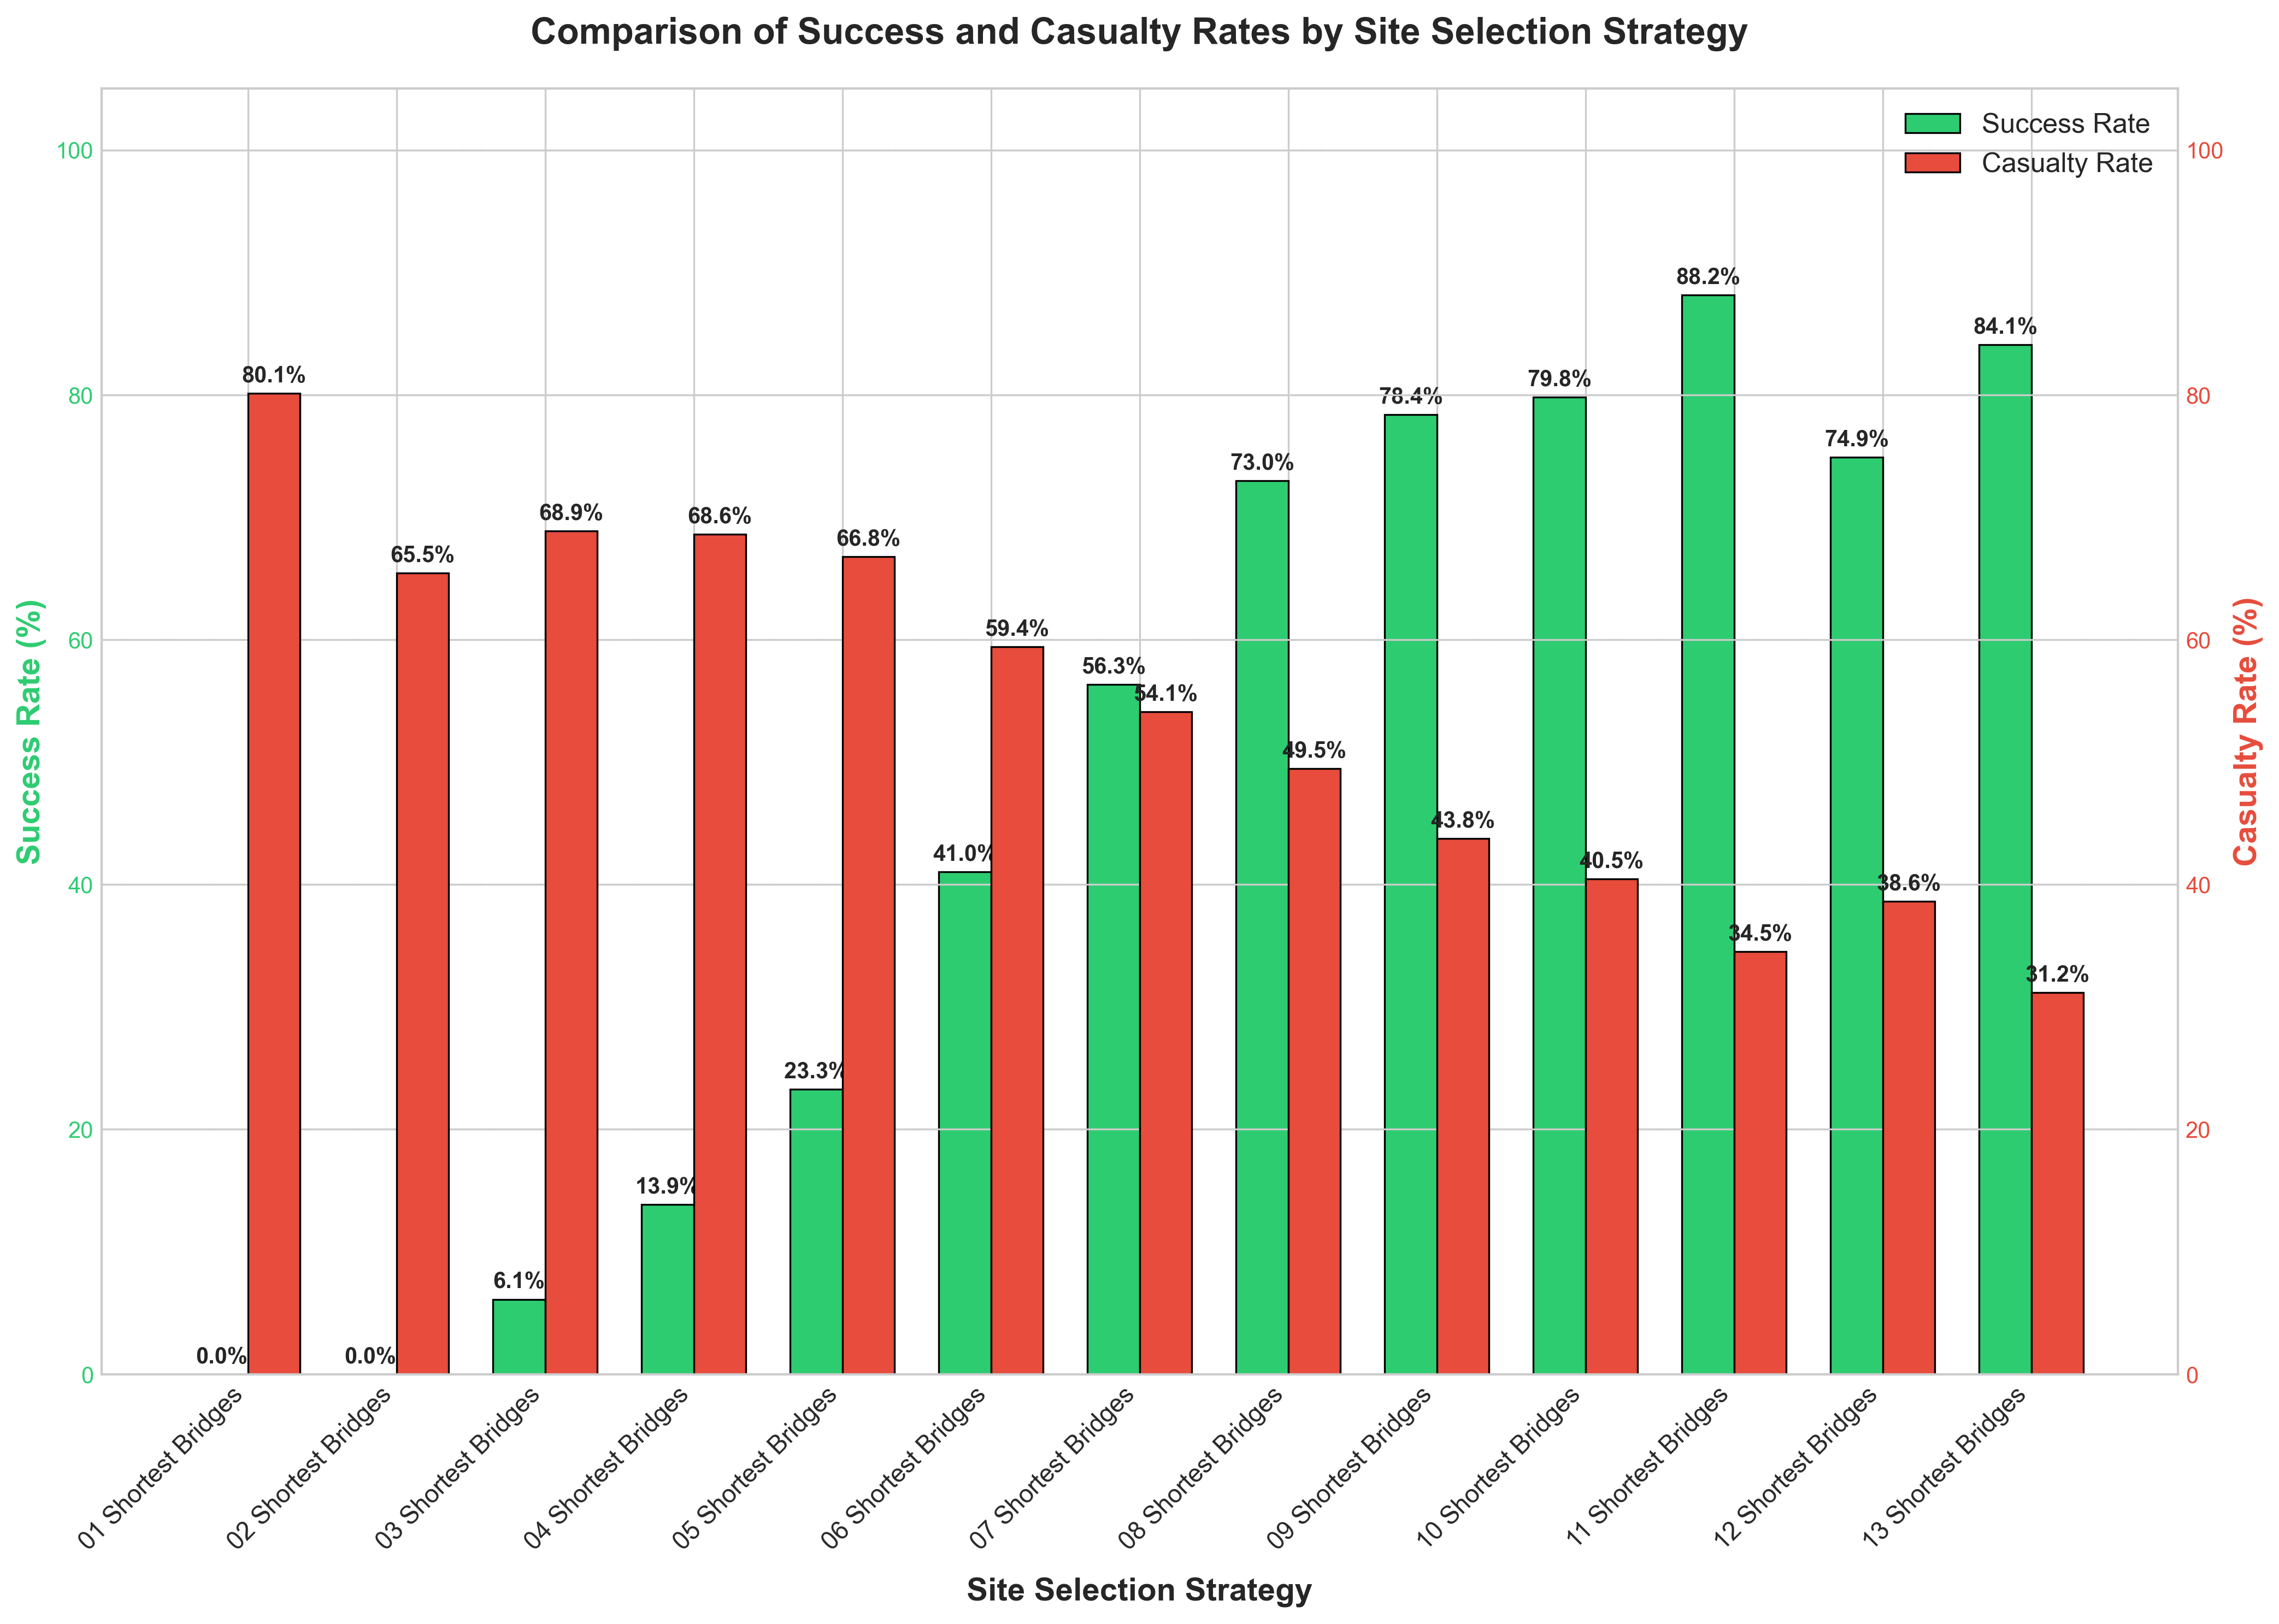 Comparison of Success and Casualty Rates by Site Selection Strategy
Success Rate
Casualty Rate
100
80
60
40
20
0
Success Rate (%)
100
80
60
40
20
0
Casualty Rate (%)
0.0%
80.1%
0.0%
65.5%
6.1%
68.9%
13.9%
68.6%
23.3%
66.8%
41.0%
59.4%
56.3%
54.1%
73.0%
49.5%
78.4%
43.8%
79.8%
40.5%
88.2%
34.5%
74.9%
38.6%
84.1%
31.2%
01 Shortest Bridges
02 Shortest Bridges
03 Shortest Bridges
04 Shortest Bridges
05 Shortest Bridges
06 Shortest Bridges
07 Shortest Bridges
08 Shortest Bridges
09 Shortest Bridges
10 Shortest Bridges
11 Shortest Bridges
12 Shortest Bridges
13 Shortest Bridges
Site Selection Strategy